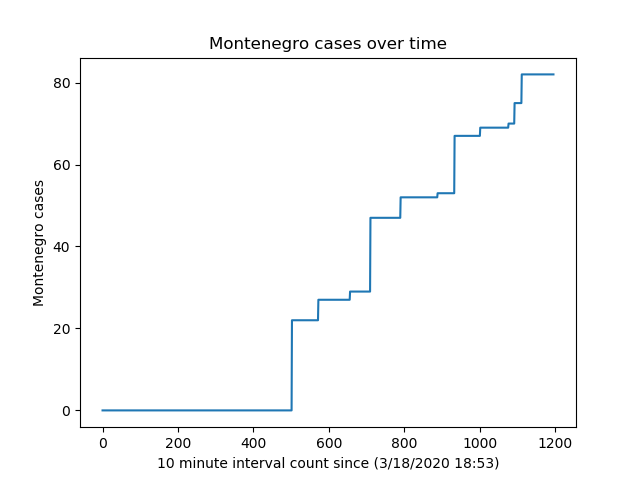 Montenegro cases over time
80
60
40
20
0
Montenegro cases
0 200 400 600 800 1000 1200
10 minute interval count since (3/18/2020 18:53)